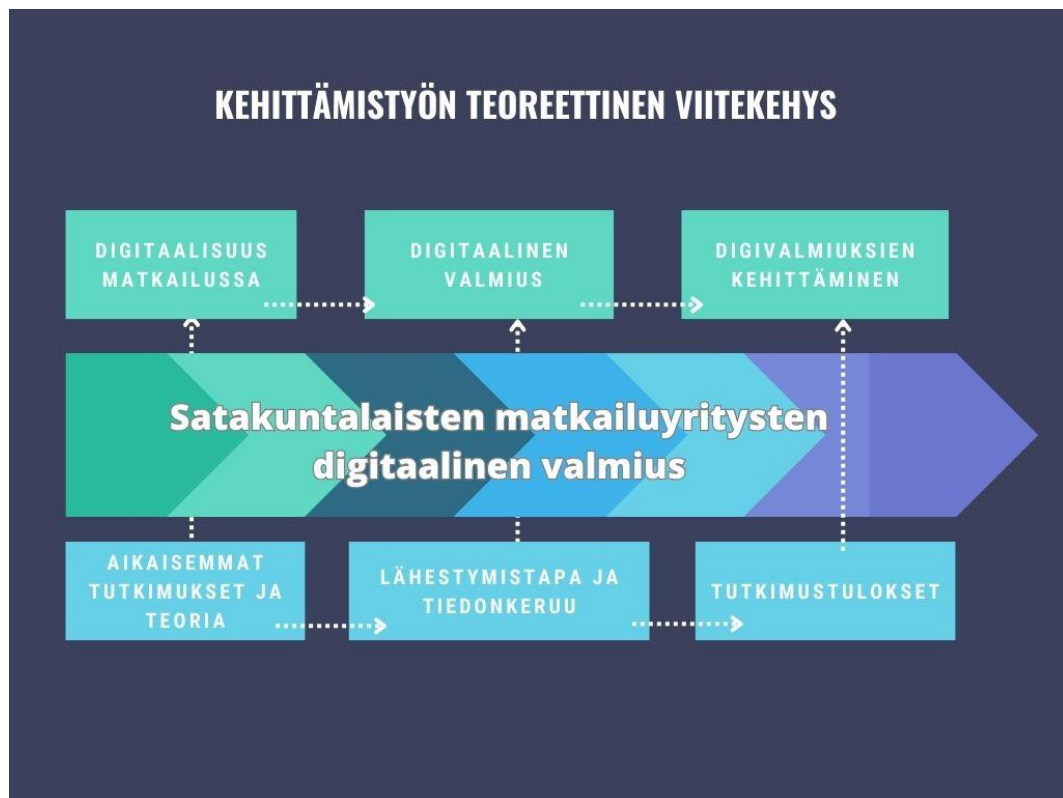 KEHITTÄMISTYÖN TEOREETTINEN VIITEKEHYS
DIGITAALISUUS
MATKAILUSSA
DIGITAALINEN
VALMIUS
DIGIVALMIUKSIEN
KEHITTÄMINEN
Satakuntalaisten matkailuyritysten
digitaalinen valmius
AIKAISEMMAT
TUTKIMUKSET JA
TEORIA
LÄHESTYMISTAPA JA
TIEDONKERUU
TUTKIMUSTULOKSET